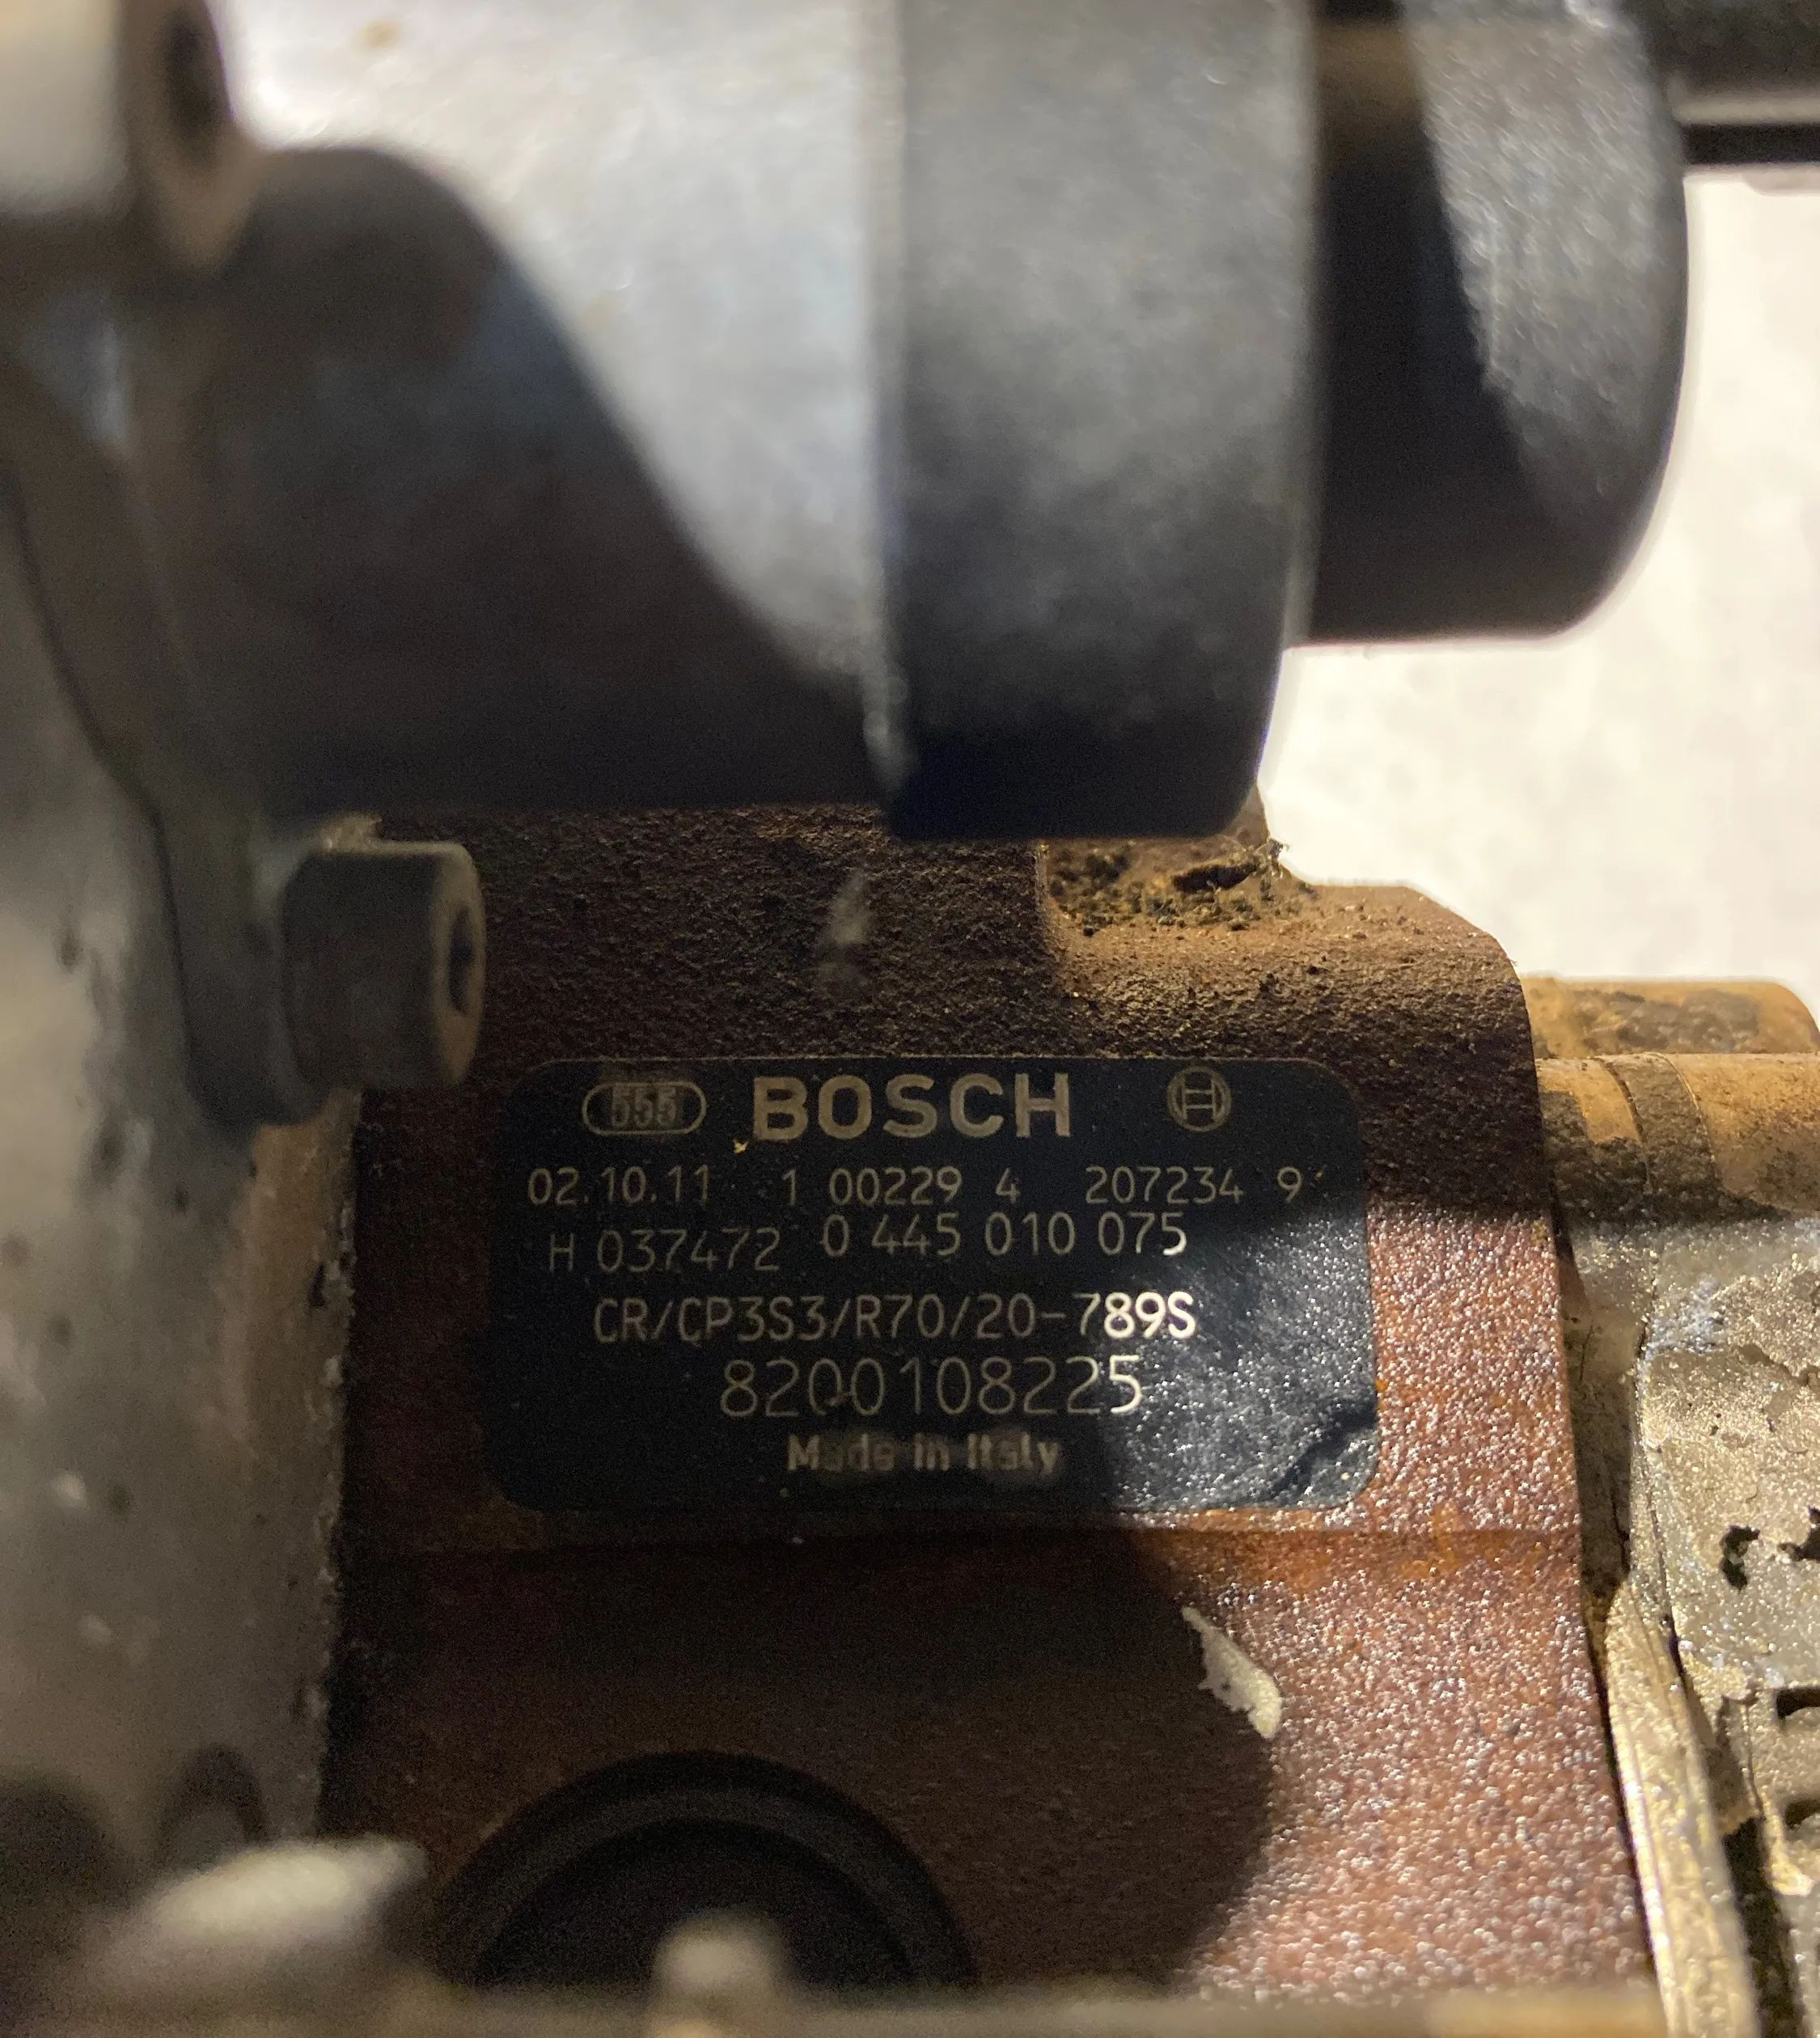 555 BOSCH
02.10.11 1 00229 4 207234 9
H 037472 0 445 010 075
CR/CP3S3/R70/20-789S
8200108225
Made in Italy